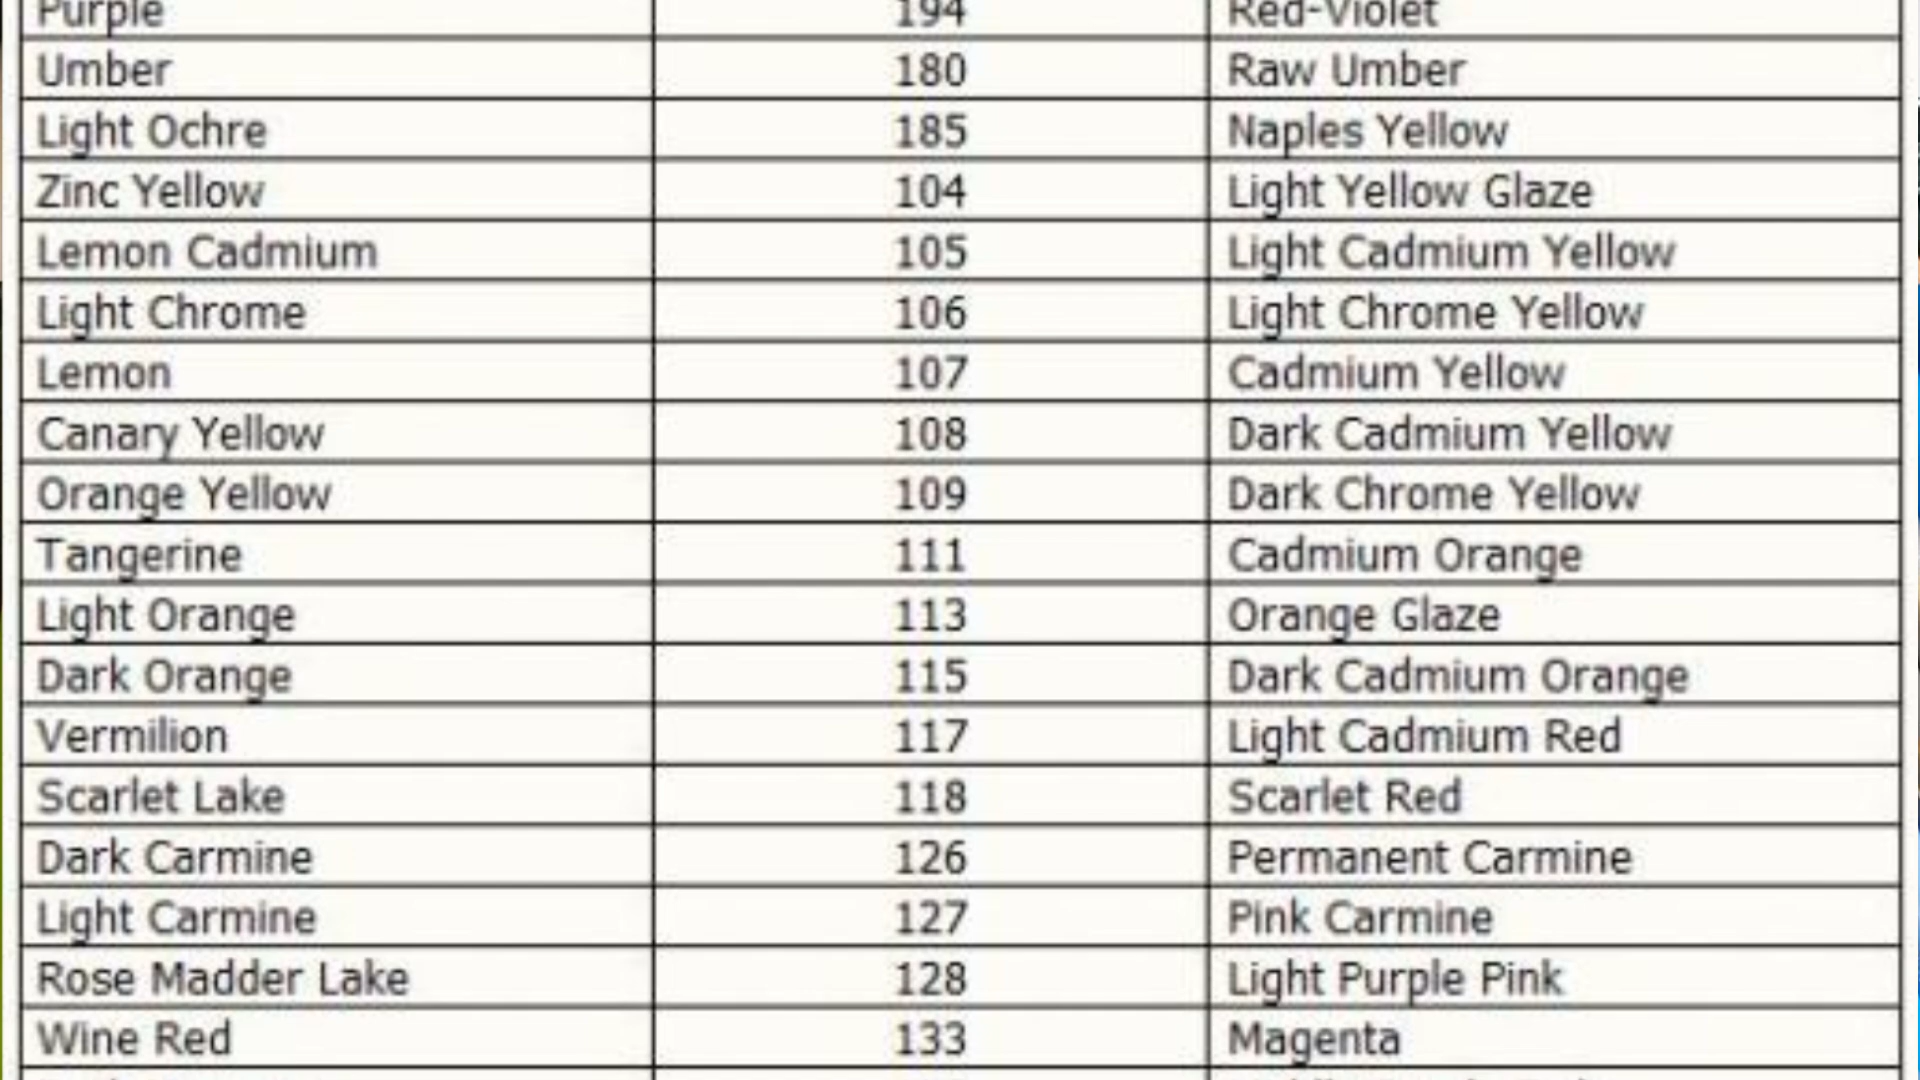 Purple 194 Red-Violet
Umber 180 Raw Umber
Light Ochre 185 Naples Yellow
Zinc Yellow 104 Light Yellow Glaze
Lemon Cadmium 105 Light Cadmium Yellow
Light Chrome 106 Light Chrome Yellow
Lemon 107 Cadmium Yellow
Canary Yellow 108 Dark Cadmium Yellow
Orange Yellow 109 Dark Chrome Yellow
Tangerine 111 Cadmium Orange
Light Orange 113 Orange Glaze
Dark Orange 115 Dark Cadmium Orange
Vermilion 117 Light Cadmium Red
Scarlet Lake 118 Scarlet Red
Dark Carmine 126 Permanent Carmine
Light Carmine 127 Pink Carmine
Rose Madder Lake 128 Light Purple Pink
Wine Red 133 Magenta